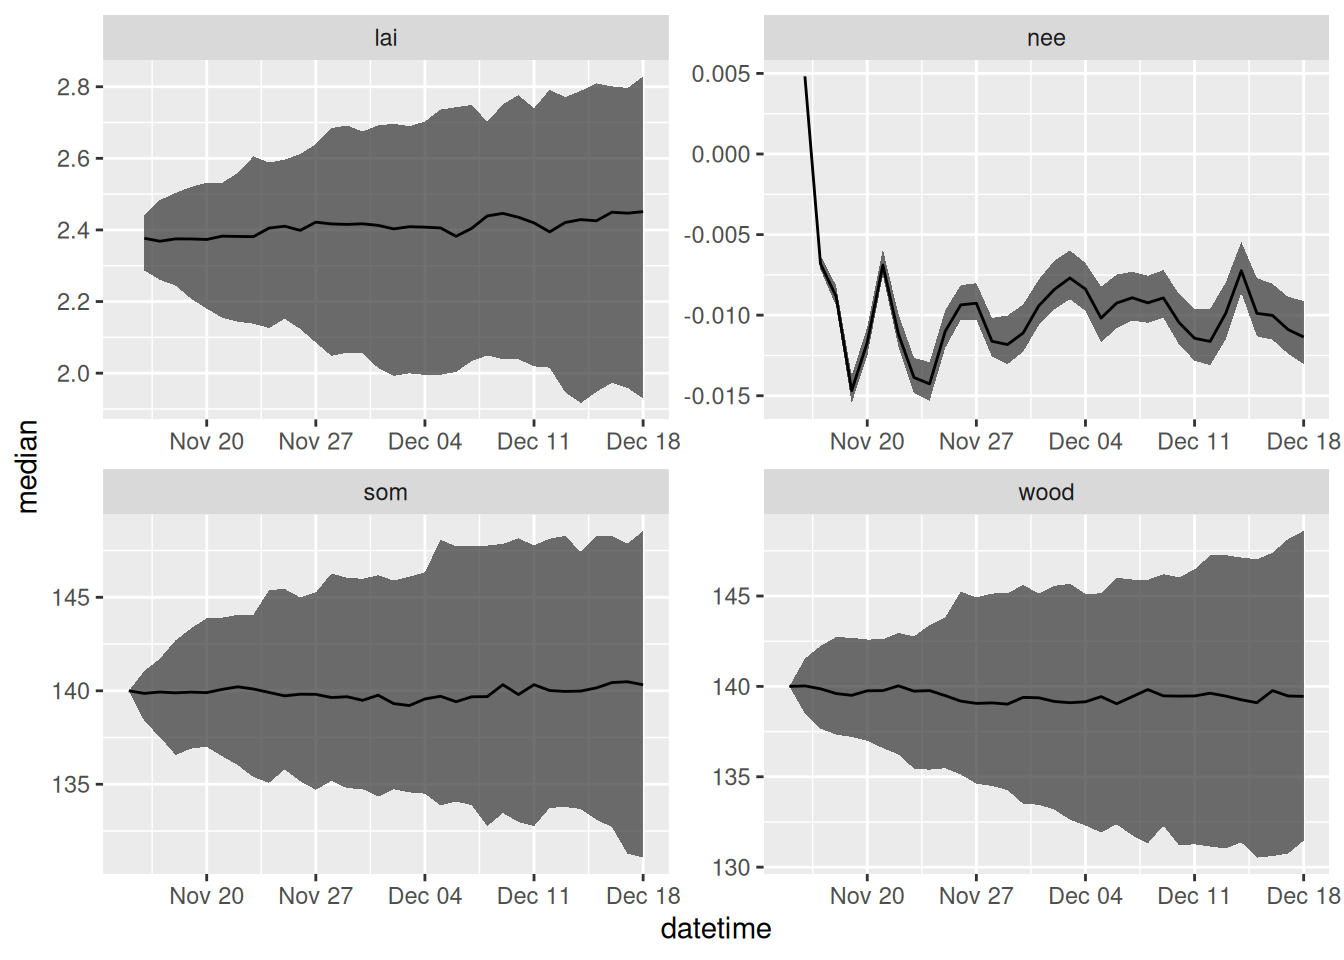 lai
nee
2.8
2.6
2.4
2.2
2.0
0.005
0.000
-0.005
-0.010
-0.015
Nov 20 Nov 27 Dec 04 Dec 11 Dec 18
Nov 20 Nov 27 Dec 04 Dec 11 Dec 18
median
som
wood
145
140
135
145
140
135
130
Nov 20 Nov 27 Dec 04 Dec 11 Dec 18
Nov 20 Nov 27 Dec 04 Dec 11 Dec 18
datetime